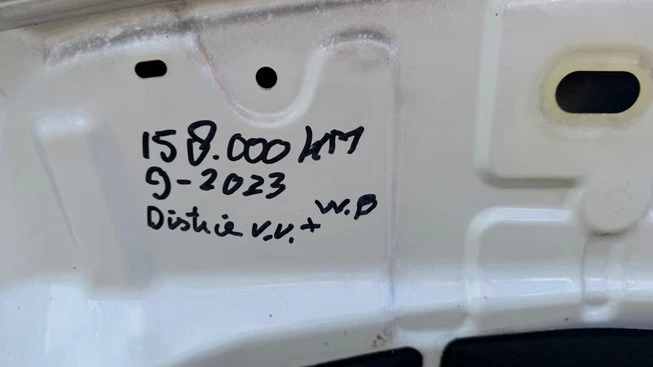 158.000 KM
9-2023
Distrie v.v. + W.P